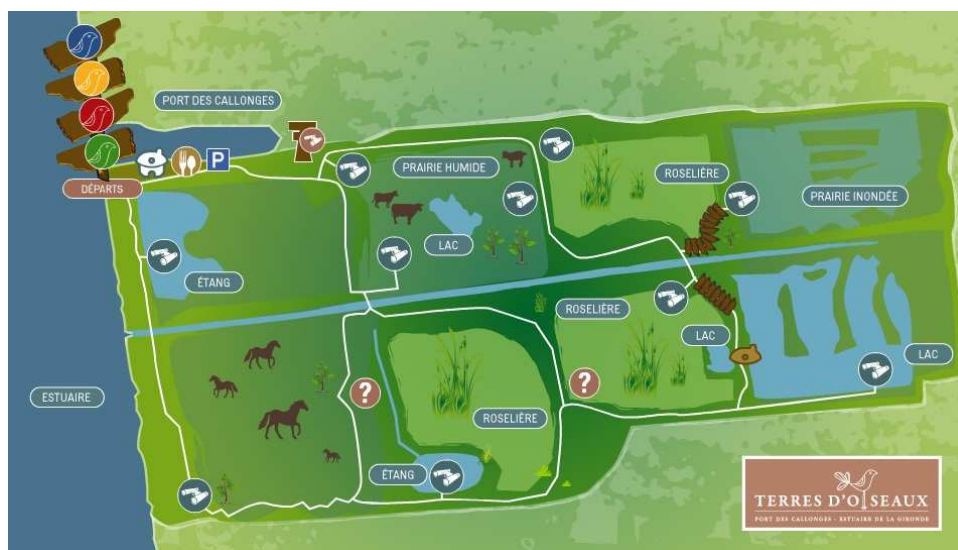 PORT DES CALLONGES
P
DÉPARTS
PRAIRIE HUMIDE
ROSELIÈRE
PRAIRIE INONDÉE
LAC
ÉTANG
ROSELIÈRE
LAC
LAC
ESTUAIRE
?
?
ROSELIÈRE
ÉTANG
TERRES D'OISEAUX
PORT DES CALLONGES - ESTUAIRE DE LA GIRONDE